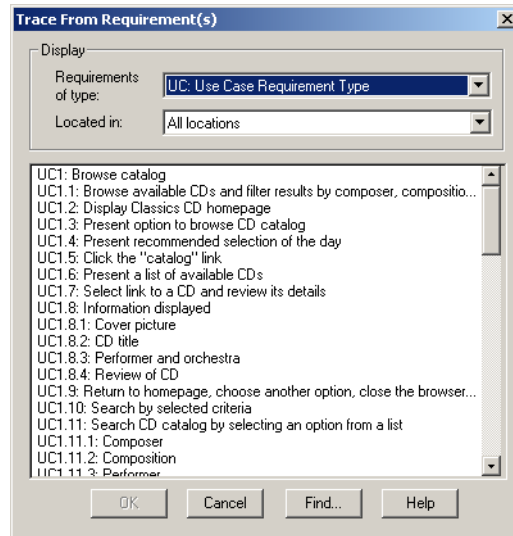 Trace From Requirement(s)
Display
Requirements
of type:
UC: Use Case Requirement Type
Located in:
All locations
UC1: Browse catalog
UC1.1: Browse available CDs and filter results by composer, compositio...
UC1.2: Display Classics CD homepage
UC1.3: Present option to browse CD catalog
UC1.4: Present recommended selection of the day
UC1.5: Click the "catalog" link
UC1.6: Present a list of available CDs
UC1.7: Select link to a CD and review its details
UC1.8: Information displayed
UC1.8.1: Cover picture
UC1.8.2: CD title
UC1.8.3: Performer and orchestra
UC1.8.4: Review of CD
UC1.9: Return to homepage, choose another option, close the browser...
UC1.10: Search by selected criteria
UC1.11: Search CD catalog by selecting an option from a list
UC1.11.1: Composer
UC1.11.2: Composition
UC1.11.3: Performer
OK
Cancel
Find...
Help